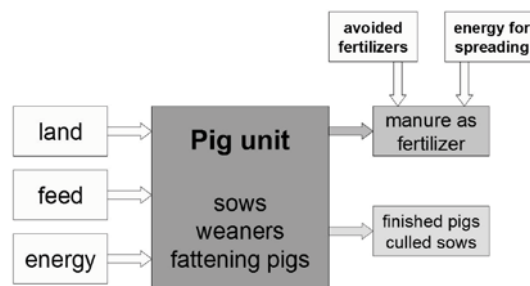 avoided
fertilizers
energy for
spreading
land
feed
energy
Pig unit
sows
weaners
fattening pigs
manure as
fertilizer
finished pigs
culled sows